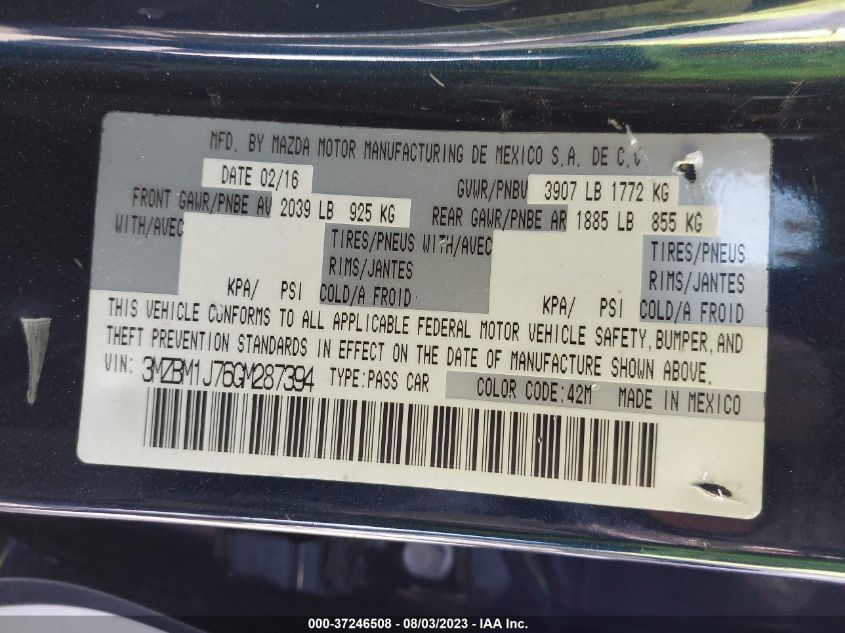 MFD. BY MAZDA MOTOR MANUFACTURING DE MEXICO S.A. DE C.V
DATE 02/16 GVWR/PNBV 3907 LB 1772 KG
FRONT GAWR/PNBE AV 2039 LB 925 KG REAR GAWR/PNBE AR 1885 LB 855 KG
WITH/AVEC TIRES/PNEUS WITH/AVEC TIRES/PNEUS
RIMS/JANTES RIMS/JANTES
KPA/ PSI COLD/A FROID KPA/ PSI COLD/A FROID
THIS VEHICLE CONFORMS TO ALL APPLICABLE FEDERAL MOTOR VEHICLE SAFETY, BUMPER, AND
THEFT PREVENTION STANDARDS IN EFFECT ON THE DATE OF MANUFACTURE SHOWN ABOVE.
VIN: 3MZBM1J76GM287394 TYPE:PASS CAR COLOR CODE:42M MADE IN MEXICO
000-37246508 - 08/03/2023 - IAA Inc.